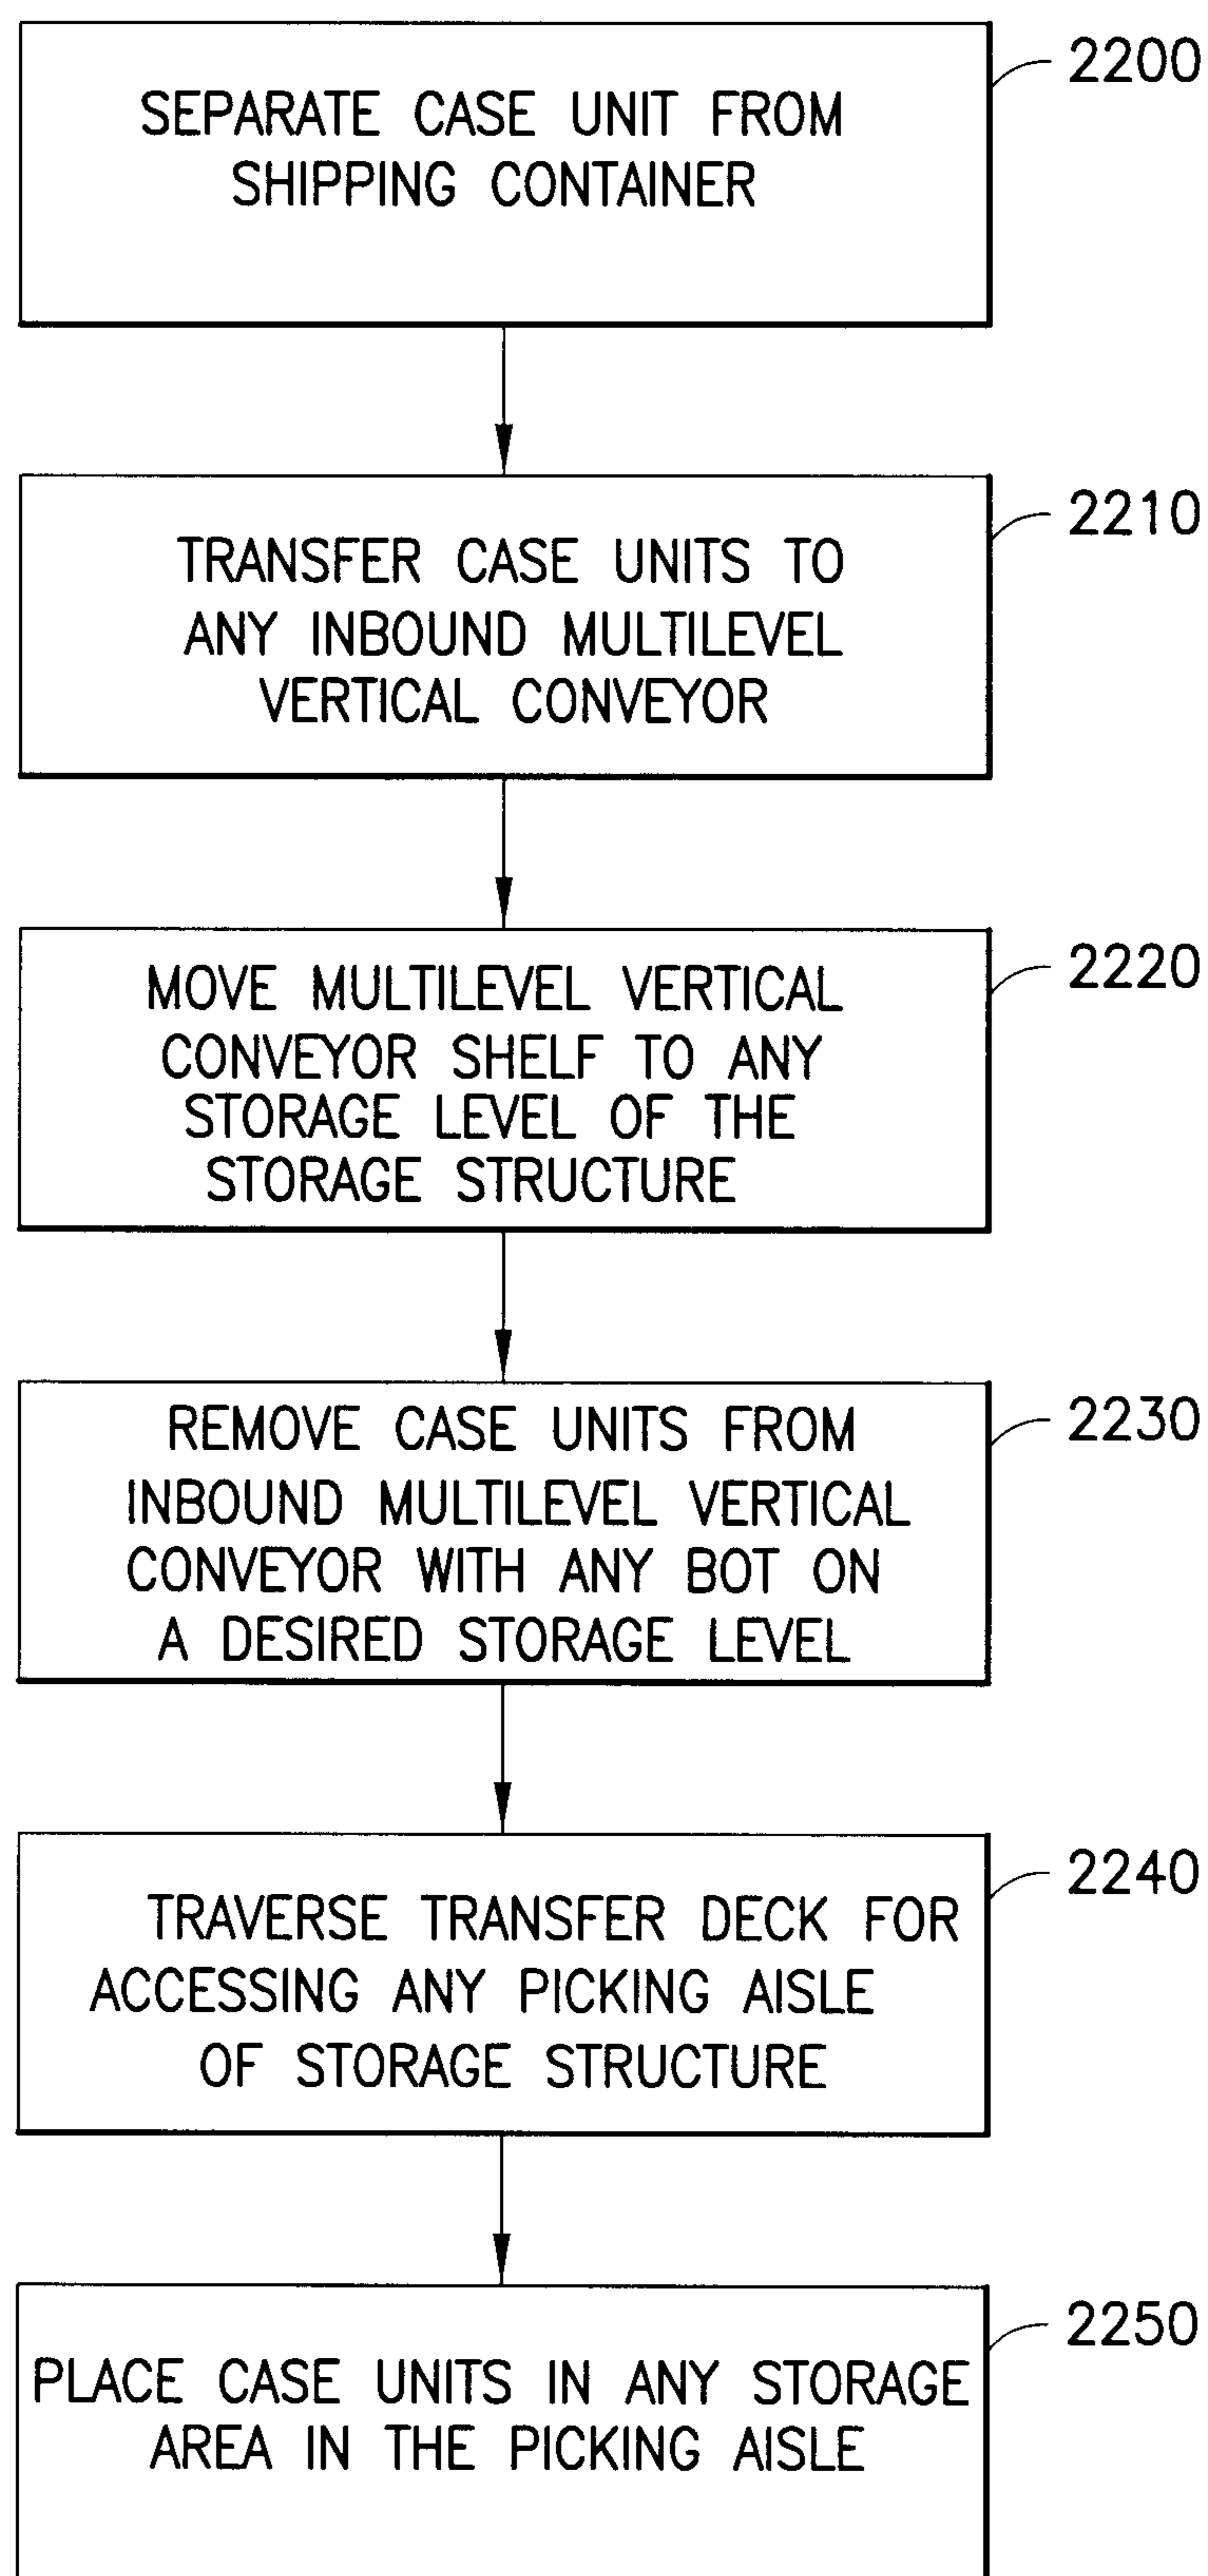 SEPARATE CASE UNIT FROM
SHIPPING CONTAINER
2200
TRANSFER CASE UNITS TO
ANY INBOUND MULTILEVEL
VERTICAL CONVEYOR
2210
MOVE MULTILEVEL VERTICAL
CONVEYOR SHELF TO ANY
STORAGE LEVEL OF THE
STORAGE STRUCTURE
2220
REMOVE CASE UNITS FROM
INBOUND MULTILEVEL VERTICAL
CONVEYOR WITH ANY BOT ON
A DESIRED STORAGE LEVEL
2230
TRAVERSE TRANSFER DECK FOR
ACCESSING ANY PICKING AISLE
OF STORAGE STRUCTURE
2240
PLACE CASE UNITS IN ANY STORAGE
AREA IN THE PICKING AISLE
2250